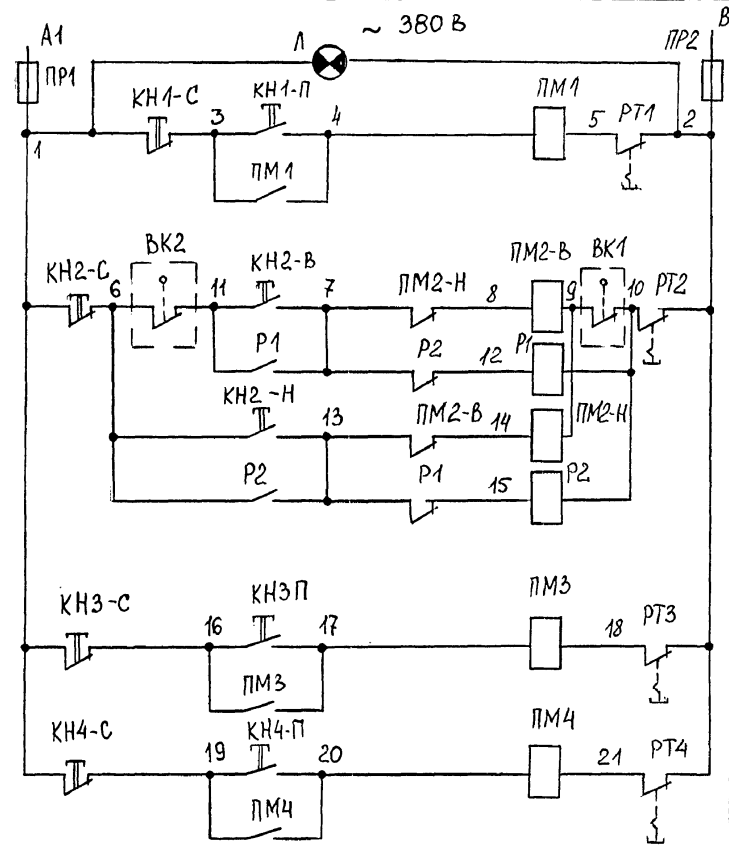 А1
Л
~ 380 В
В
ПР1
ПР2
КН1-С
КН1-П
ПМ1
1
3
4
5
РТ1
2
ПМ1
КН2-С
ВК2
КН2-В
ПМ2-В
ВК1
6
11
7
ПМ2-Н
8
9
10
РТ2
Р1
Р2
12
Р1
КН2-Н
13
ПМ2-В
14
ПМ2-Н
Р2
Р1
15
Р2
КН3-С
КН3П
ПМ3
16
17
18
РТ3
ПМ3
КН4-С
КН4-П
ПМ4
19
20
21
РТ4
ПМ4